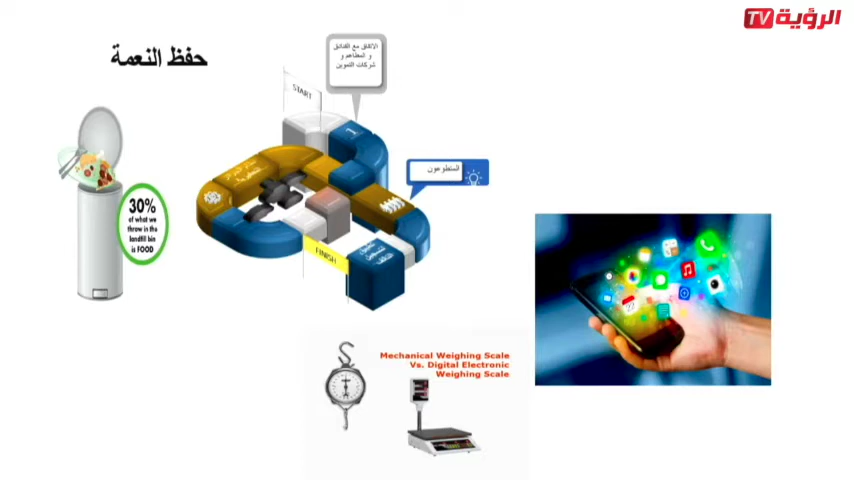 الرؤية TV
حفظ النعمة
الاتفاق مع الفنادق
و المطاعم و
شركات التموين
START
1
المتطوعون
FINISH
30%
of what we
throw in the
landfill bin
is FOOD
Mechanical Weighing Scale
Vs. Digital Electronic
Weighing Scale